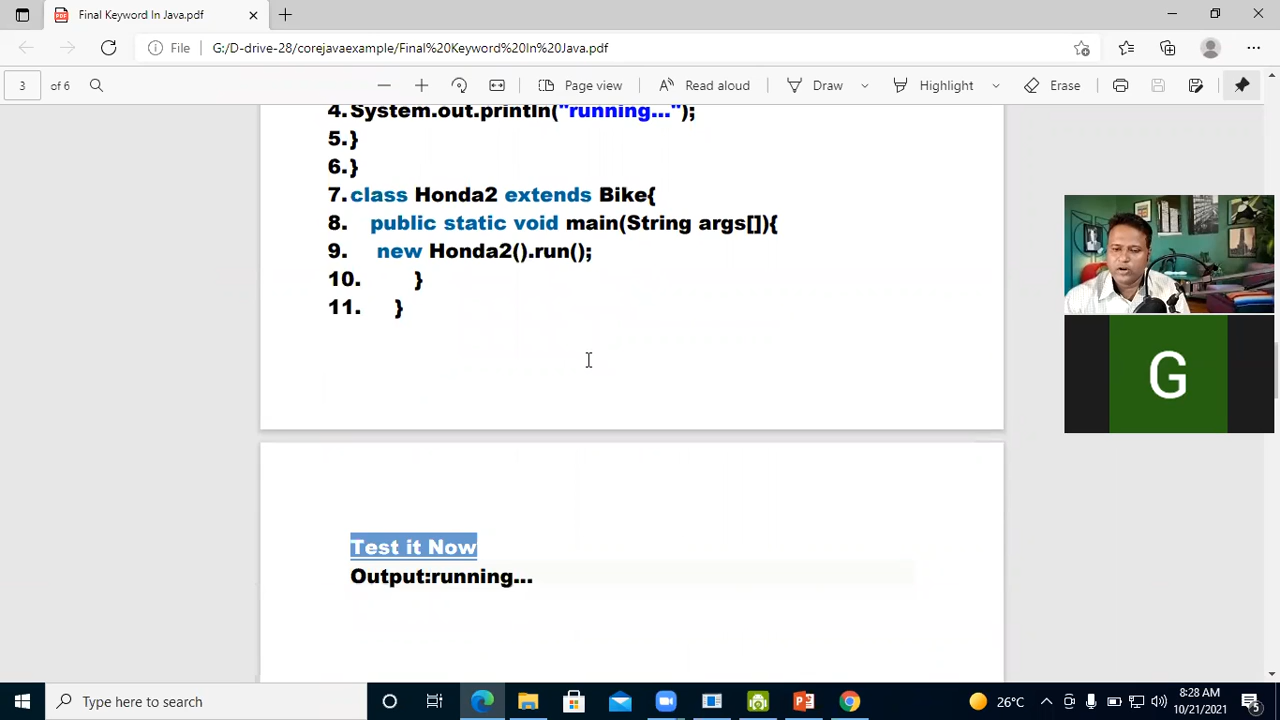 Final Keyword In Java.pdf
File
G:/D-drive-28/corejavaexample/Final%20Keyword%20In%20Java.pdf
3 of 6
Page view
Read aloud
Draw
Highlight
Erase
4. System.out.println("running...");
5. }
6. }
7. class Honda2 extends Bike{
8. public static void main(String args[]){
9. new Honda2().run();
10. }
11. }
G
Test it Now
Output:running...
Type here to search
26°C
8:28 AM
10/21/2021
5